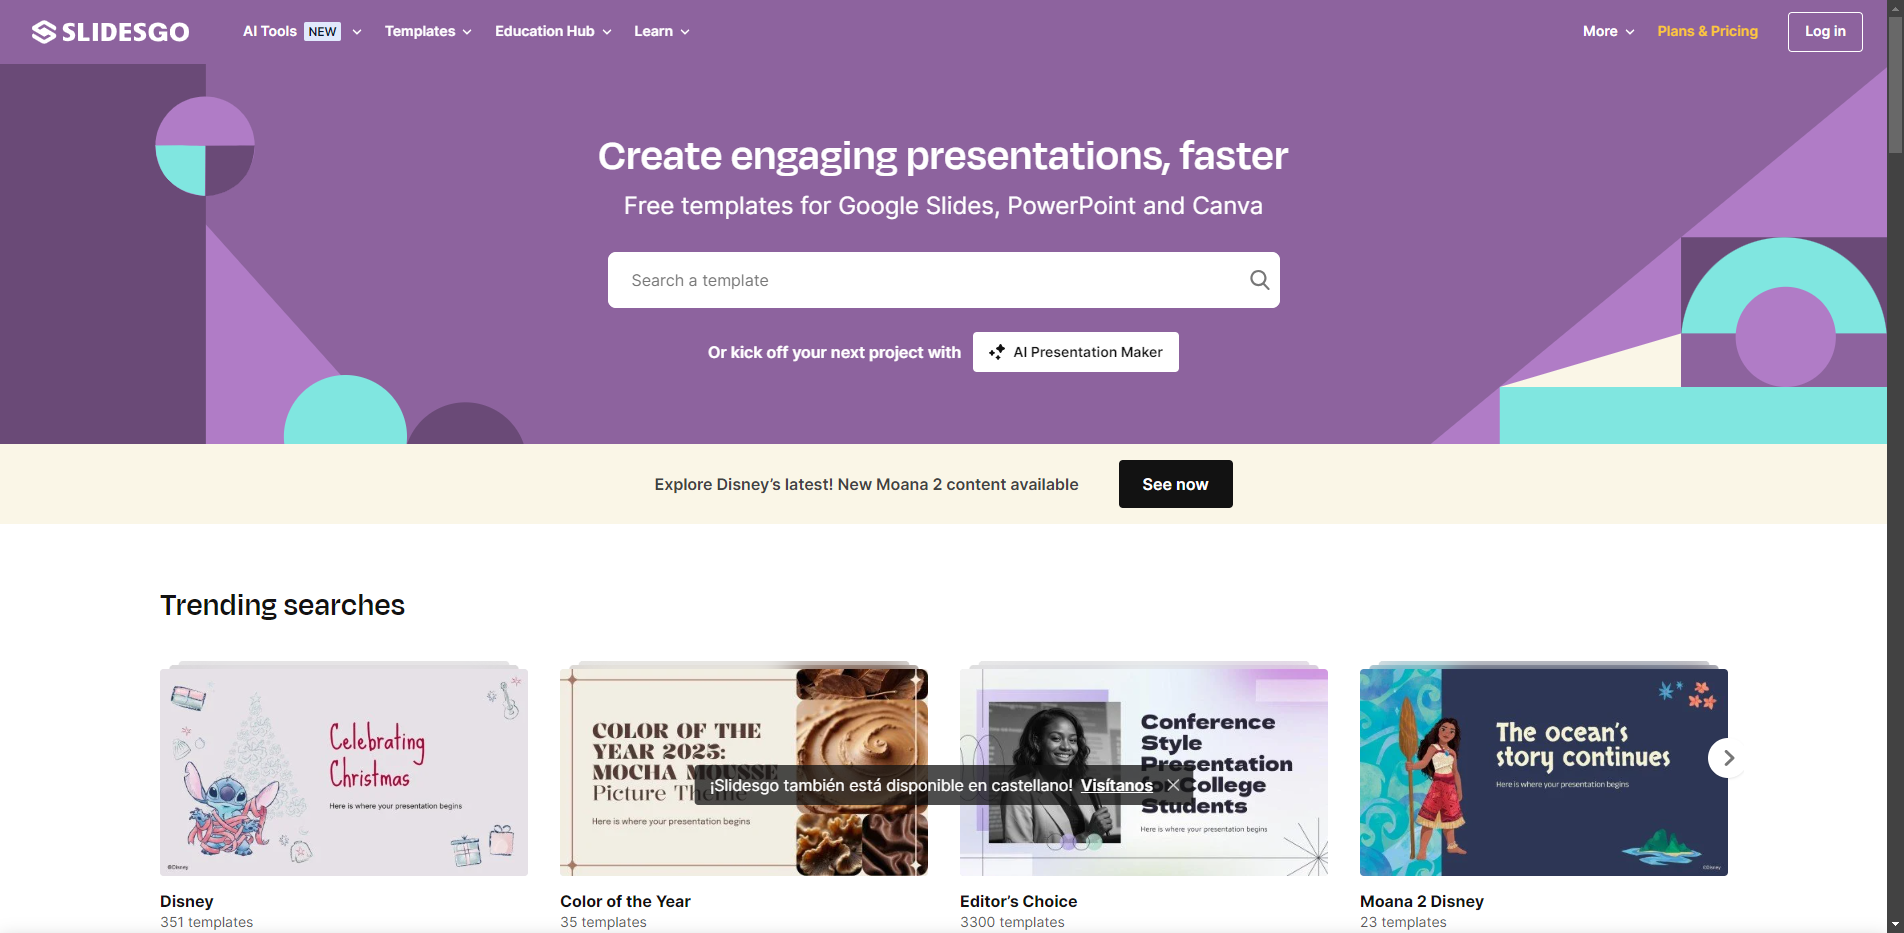 SLIDESGO
AI Tools NEW
Templates
Education Hub
Learn
More
Plans & Pricing
Log in
Create engaging presentations, faster
Free templates for Google Slides, PowerPoint and Canva
Search a template
Or kick off your next project with
AI Presentation Maker
Explore Disney’s latest! New Moana 2 content available
See now
Trending searches
Celebrating
Christmas
Here is where your presentation begins
©Disney
Disney
351 templates
COLOR OF THE
YEAR 2025:
MOCHA MOUSSE
Picture Theme
Here is where your presentation begins
Color of the Year
35 templates
Conference
Style
Presentation
for College
Students
Here is where your presentation begins
Editor’s Choice
3300 templates
The ocean’s
story continues
Here is where your presentation begins
©Disney
Moana 2 Disney
23 templates
¡Slidesgo también está disponible en castellano! Visítanos